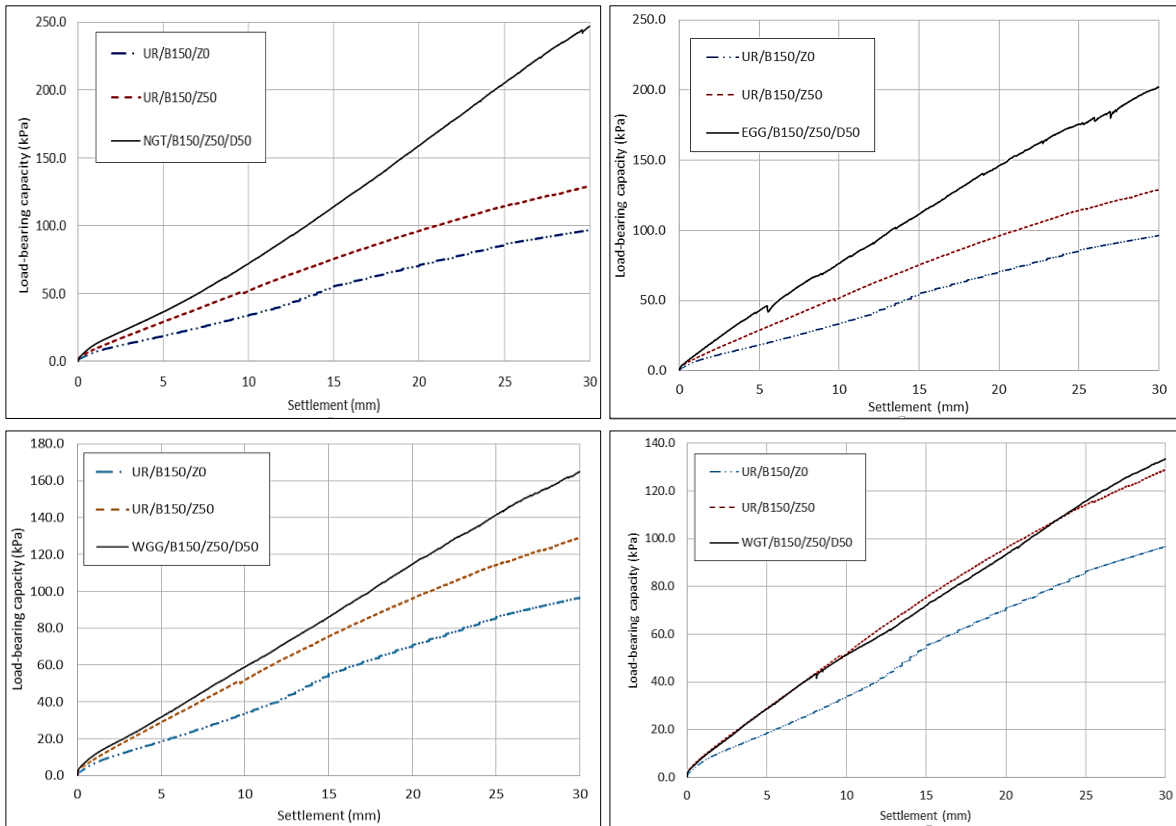 250.0
200.0
150.0
100.0
50.0
0.0
Load-bearing capacity (kPa)
UR/B150/Z0
UR/B150/Z50
NGT/B150/Z50/D50
0 5 10 15 20 25 30
Settlement (mm)
250.0
200.0
150.0
100.0
50.0
0.0
Load-bearing capacity (kPa)
UR/B150/Z0
UR/B150/Z50
EGG/B150/Z50/D50
0 5 10 15 20 25 30
Settlement (mm)
180.0
160.0
140.0
120.0
100.0
80.0
60.0
40.0
20.0
0.0
Load-bearing capacity (kPa)
UR/B150/Z0
UR/B150/Z50
WGG/B150/Z50/D50
0 5 10 15 20 25 30
Settlement (mm)
140.0
120.0
100.0
80.0
60.0
40.0
20.0
0.0
Load-bearing capacity (kPa)
UR/B150/Z0
UR/B150/Z50
WGT/B150/Z50/D50
0 5 10 15 20 25 30
Settlement (mm)